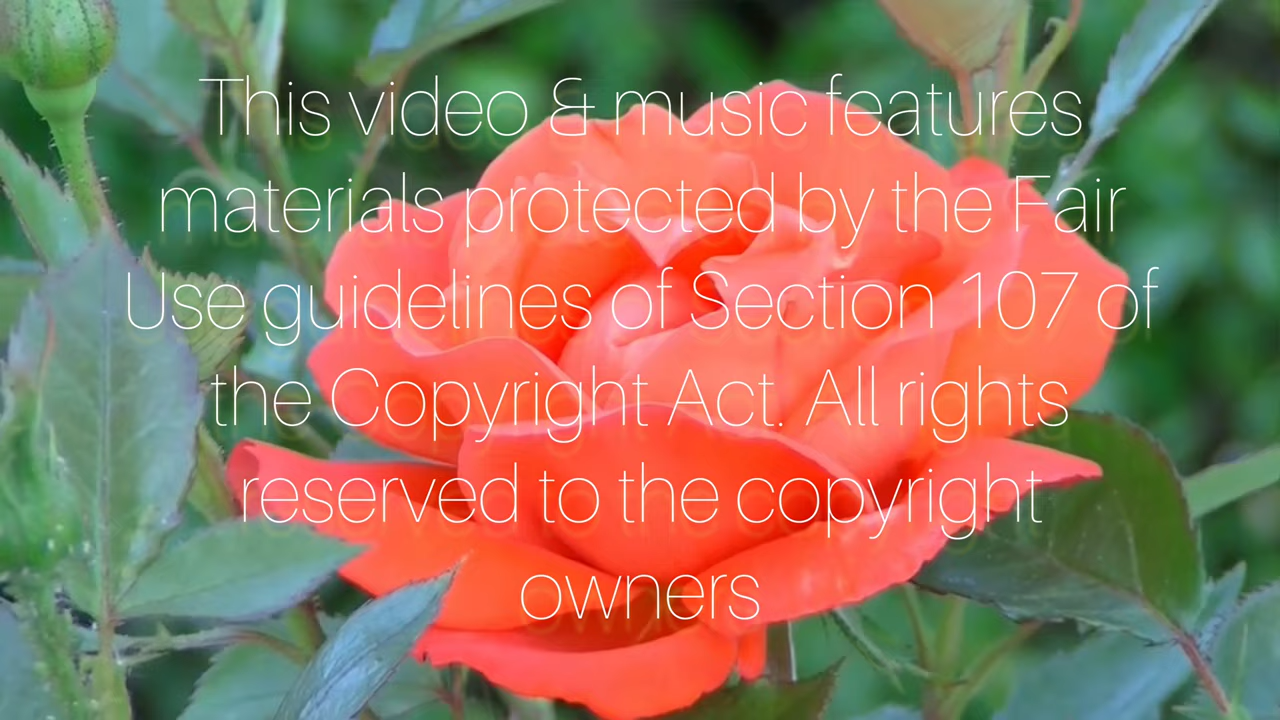 This video & music features
materials protected by the Fair
Use guidelines of Section 107 of
the Copyright Act. All rights
reserved to the copyright
owners